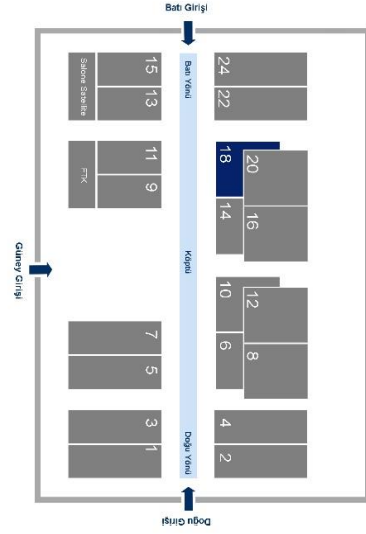 Batı Girişi
Salone Satellite
15
13
Batı Yönü
24
22
FTK
11
9
18
20
14
16
Köprü
Güney Girişi
10
12
6
8
7
5
3
1
Doğu Yönü
4
2
Doğu Girişi